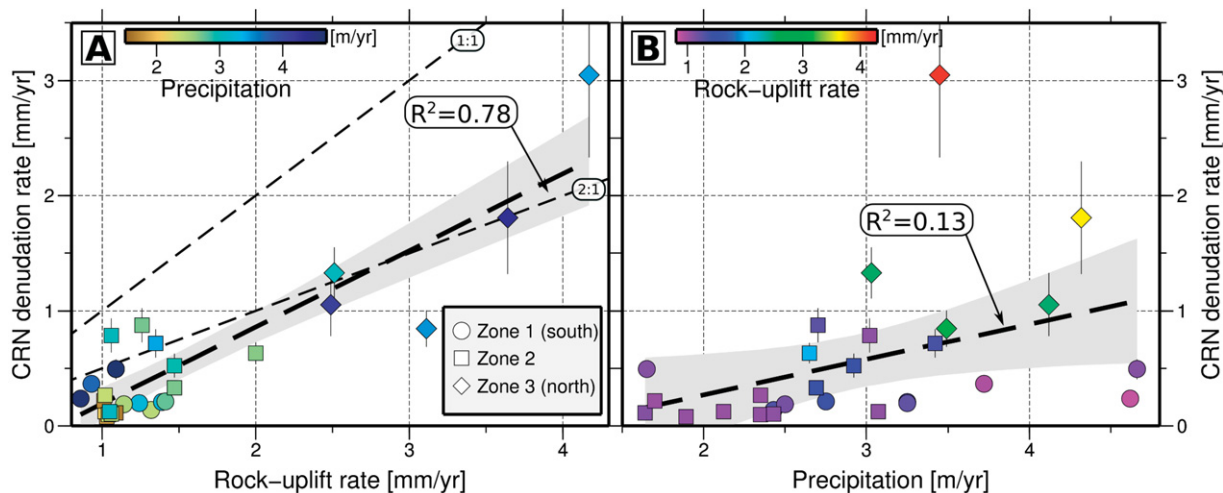 A
[m/yr]
2 3 4
Precipitation
1:1
R²=0.78
2:1
Zone 1 (south)
Zone 2
Zone 3 (north)
CRN denudation rate [mm/yr]
3
2
1
0
1 2 3 4
Rock-uplift rate [mm/yr]
B
[mm/yr]
1 2 3 4
Rock-uplift rate
R²=0.13
3
2
1
0
CRN denudation rate [mm/yr]
2 3 4
Precipitation [m/yr]